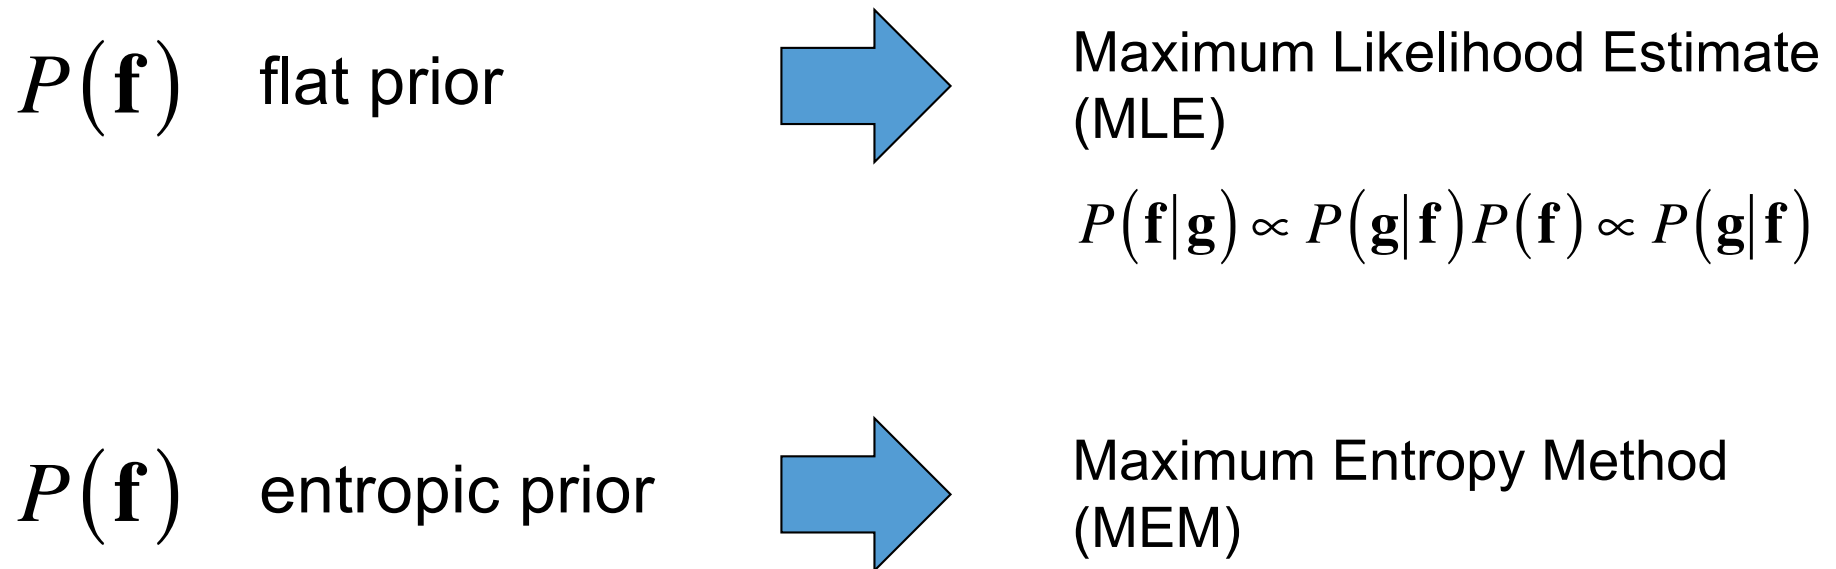 P(f) flat prior
Maximum Likelihood Estimate
(MLE)
P(f|g) ∝ P(g|f)P(f) ∝ P(g|f)
P(f) entropic prior
Maximum Entropy Method
(MEM)